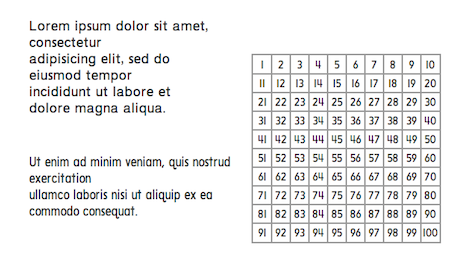 Lorem ipsum dolor sit amet,
consectetur
adipisicing elit, sed do
eiusmod tempor
incididunt ut labore et
dolore magna aliqua.
Ut enim ad minim veniam, quis nostrud
exercitation
ullamco laboris nisi ut aliquip ex ea
commodo consequat.
1 2 3 4 5 6 7 8 9 10
11 12 13 14 15 16 17 18 19 20
21 22 23 24 25 26 27 28 29 30
31 32 33 34 35 36 37 38 39 40
41 42 43 44 45 46 47 48 49 50
51 52 53 54 55 56 57 58 59 60
61 62 63 64 65 66 67 68 69 70
71 72 73 74 75 76 77 78 79 80
81 82 83 84 85 86 87 88 89 90
91 92 93 94 95 96 97 98 99 100